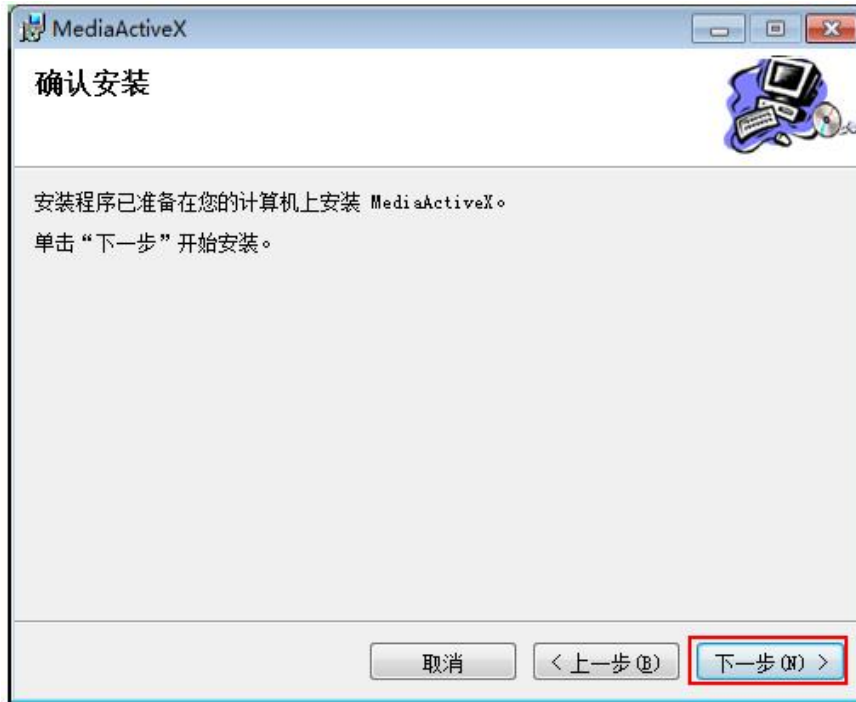 MediaActiveX
确认安装
安装程序已准备在您的计算机上安装 MediaActiveX。
单击“下一步”开始安装。
取消
< 上一步(B)
下一步(N) >